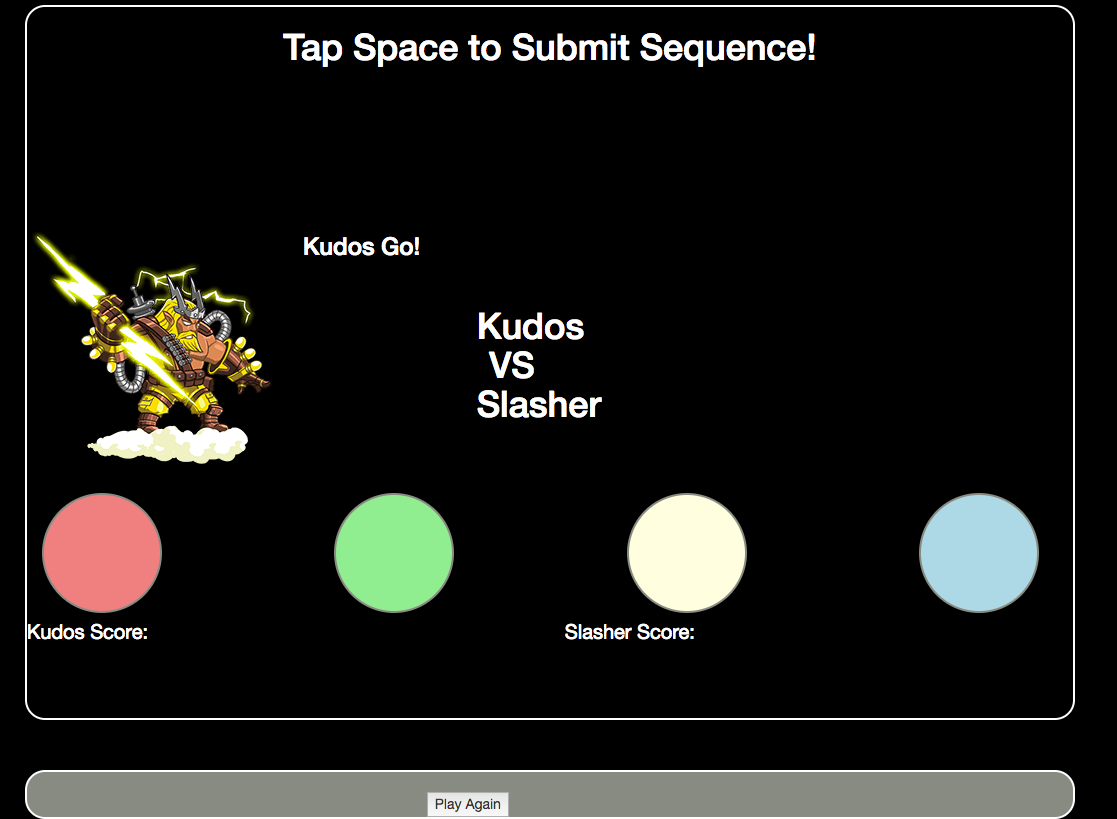 Tap Space to Submit Sequence!
Kudos Go!
Kudos
VS
Slasher
Kudos Score:
Slasher Score:
Play Again